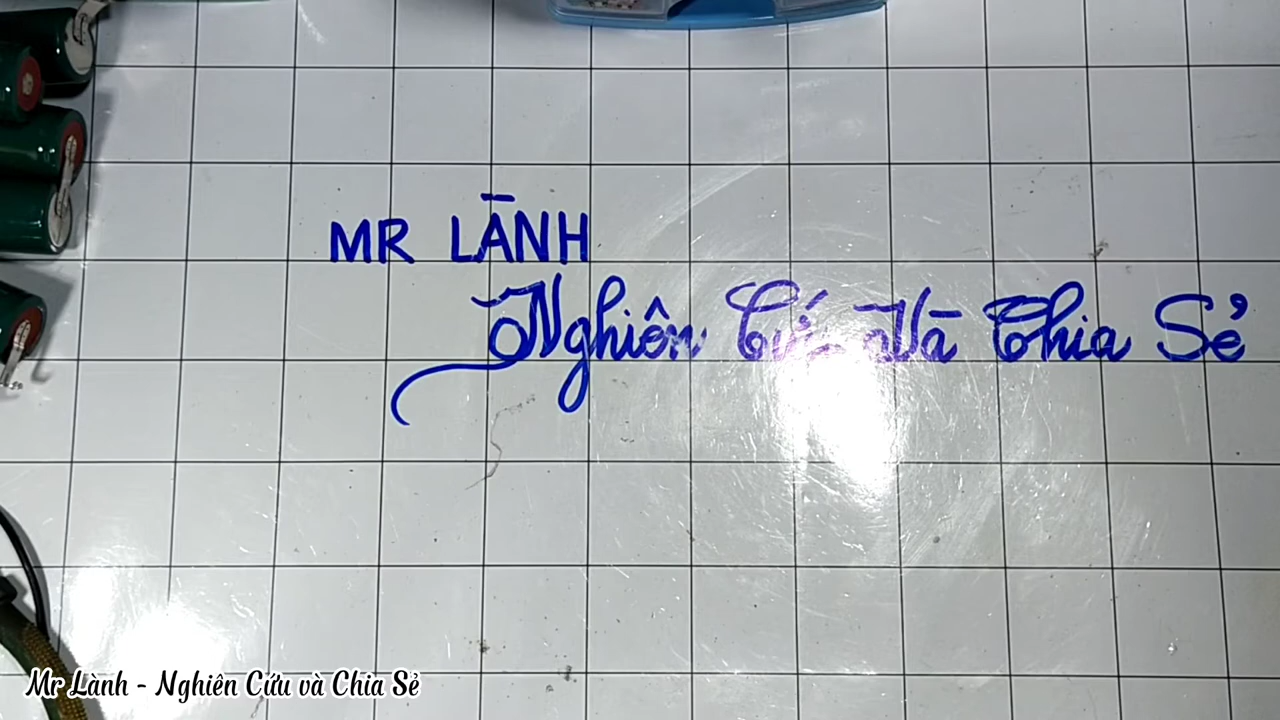 MR LÀNH
Nghiên Cứu Và Chia Sẻ
Mr Lành - Nghiên Cứu và Chia Sẻ